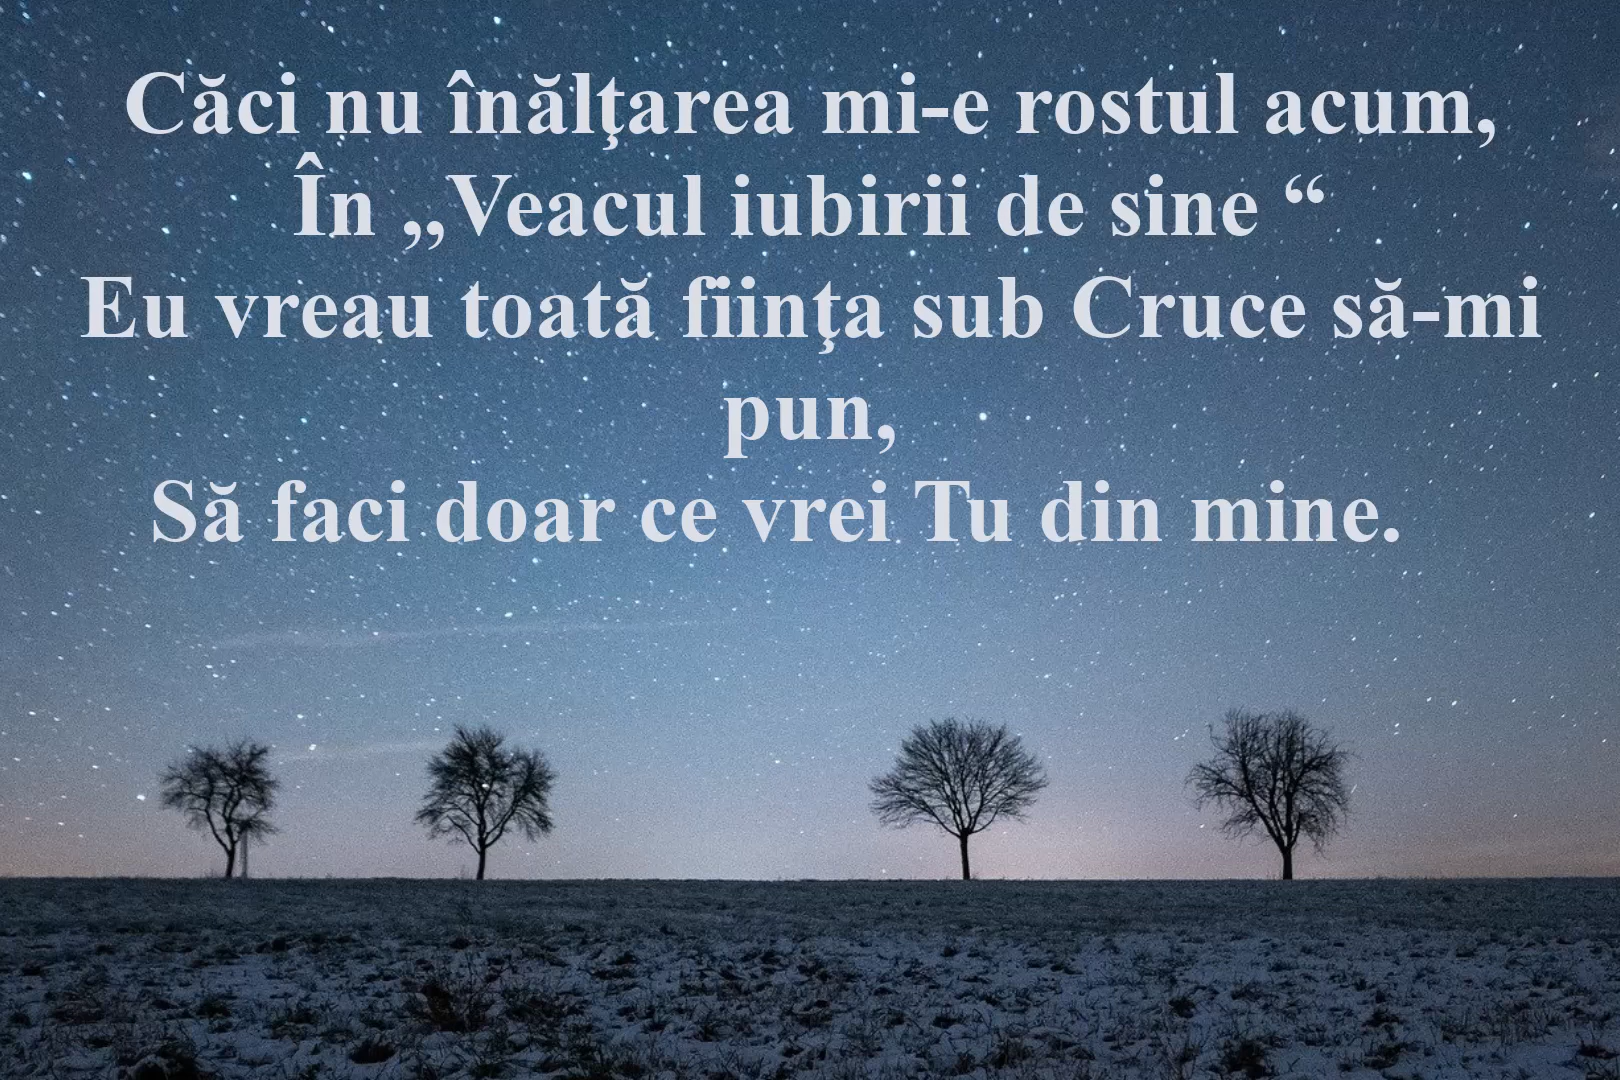 Căci nu înălţarea mi-e rostul acum,
În ,,Veacul iubirii de sine “
Eu vreau toată fiinţa sub Cruce să-mi
pun,
Să faci doar ce vrei Tu din mine.